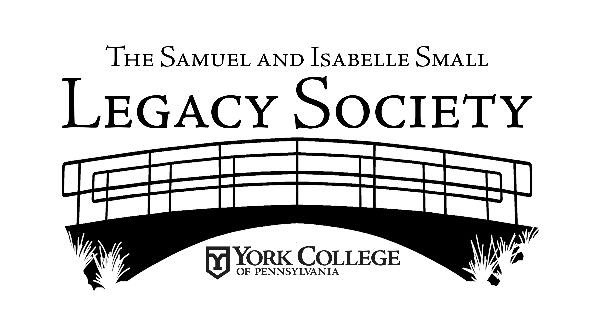 The Samuel and Isabelle Small
Legacy Society
York College
of Pennsylvania